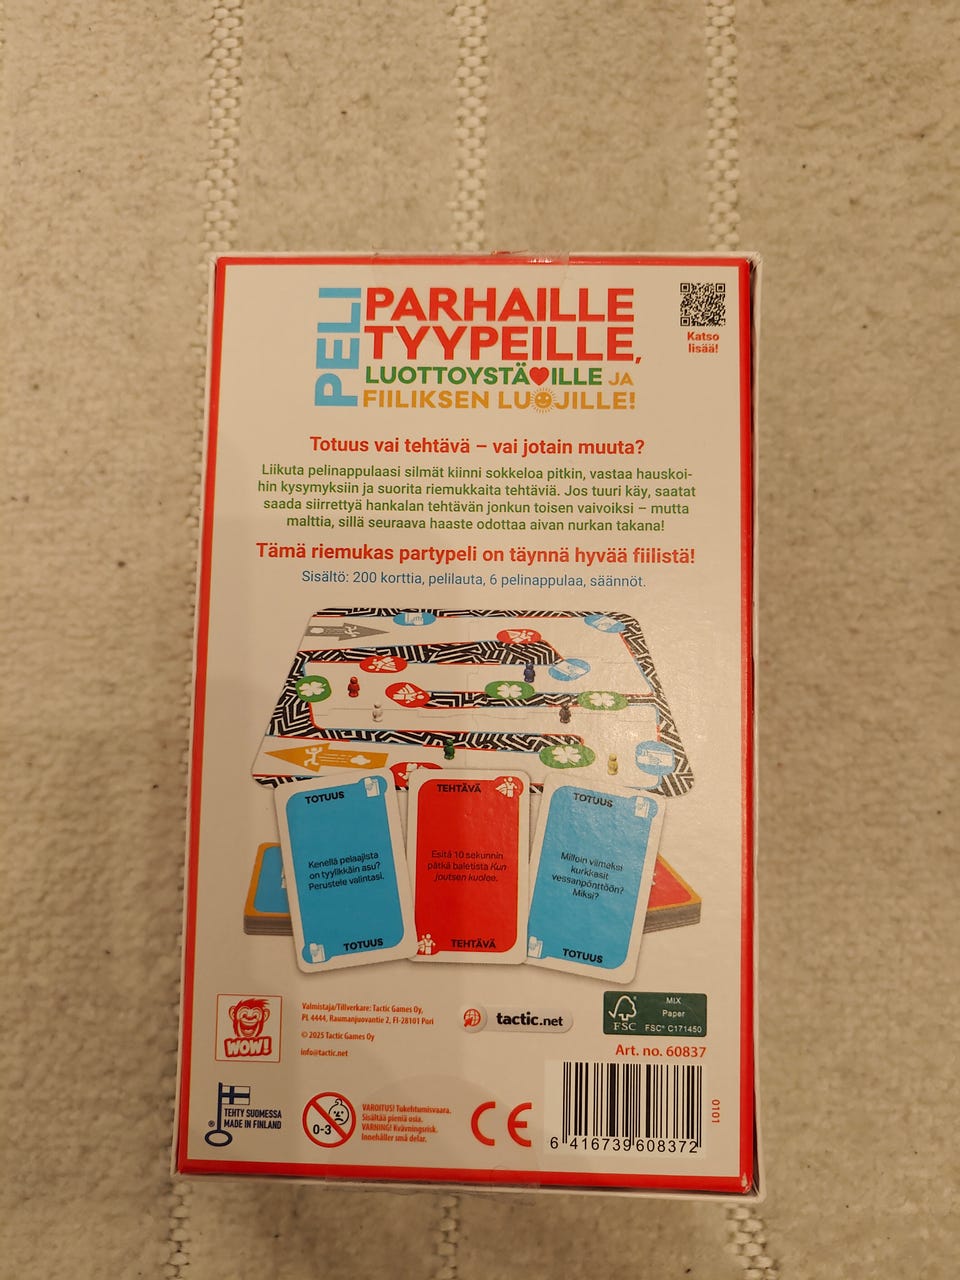 PELI
PARHAILLE
TYYPEILLE,
LUOTTOYSTÄ♥ILLE JA
FIILIKSEN LUOJILLE!
Katso
lisää!
Totuus vai tehtävä – vai jotain muuta?
Liikuta pelinappulaasi silmät kiinni sokkeloa pitkin, vastaa hauskoi-
hin kysymyksiin ja suorita riemukkaita tehtäviä. Jos tuuri käy, saatat
saada siirrettyä hankalan tehtävän jonkun toisen vaivoiksi – mutta
malttia, sillä seuraava haaste odottaa aivan nurkan takana!
Tämä riemukas partypeli on täynnä hyvää fiilistä!
Sisältö: 200 korttia, pelilauta, 6 pelinappulaa, säännöt.
TOTUUS
Kenellä pelaajista
on tyylikkäin asu?
Perustele valintasi.
TOTUUS
TEHTÄVÄ
Esitä 10 sekunnin
pätkä baletista Kun
joutsen kuolee.
TEHTÄVÄ
TOTUUS
Milloin viimeksi
kurkkasit
vessanpönttöön?
Miksi?
TOTUUS
WOW!
Valmistaja/Tillverkare: Tactic Games Oy,
PL 4444, Raumanjuovantie 2, FI-28101 Pori
© 2025 Tactic Games Oy
info@tactic.net
tactic.net
FSC
MIX
Paper
FSC® C171450
Art. no. 60837
® TEHTY SUOMESSA
MADE IN FINLAND
0-3
VAROITUS! Tukehtumisvaara.
Sisältää pieniä osia.
VARNING! Kvävningsrisk.
Innehåller små delar.
CE
6 416739 608372
0101